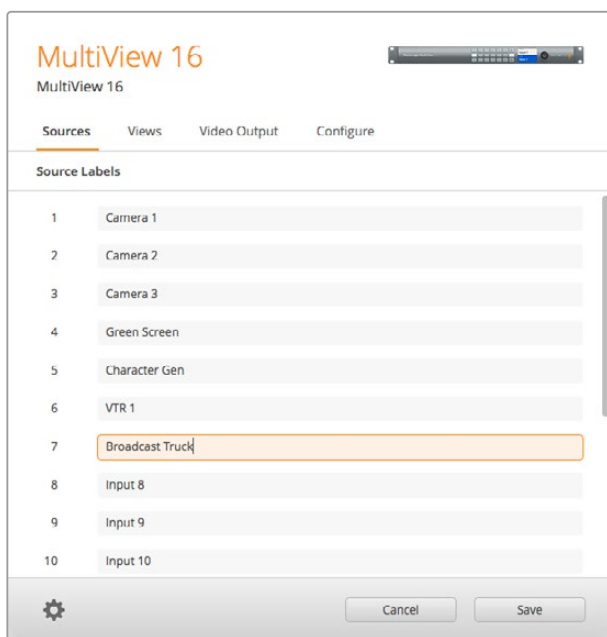 MultiView 16
MultiView 16
Sources Views Video Output Configure
Source Labels
1 Camera 1
2 Camera 2
3 Camera 3
4 Green Screen
5 Character Gen
6 VTR 1
7 Broadcast Truck
8 Input 8
9 Input 9
10 Input 10
Cancel Save